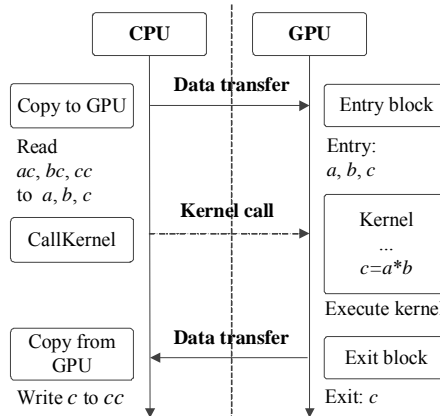 CPU
GPU
Data transfer
Copy to GPU
Entry block
Read
ac, bc, cc
to a, b, c
Entry:
a, b, c
Kernel call
CallKernel
Kernel
...
c=a*b
Execute kernel
Data transfer
Copy from
GPU
Exit block
Write c to cc
Exit: c